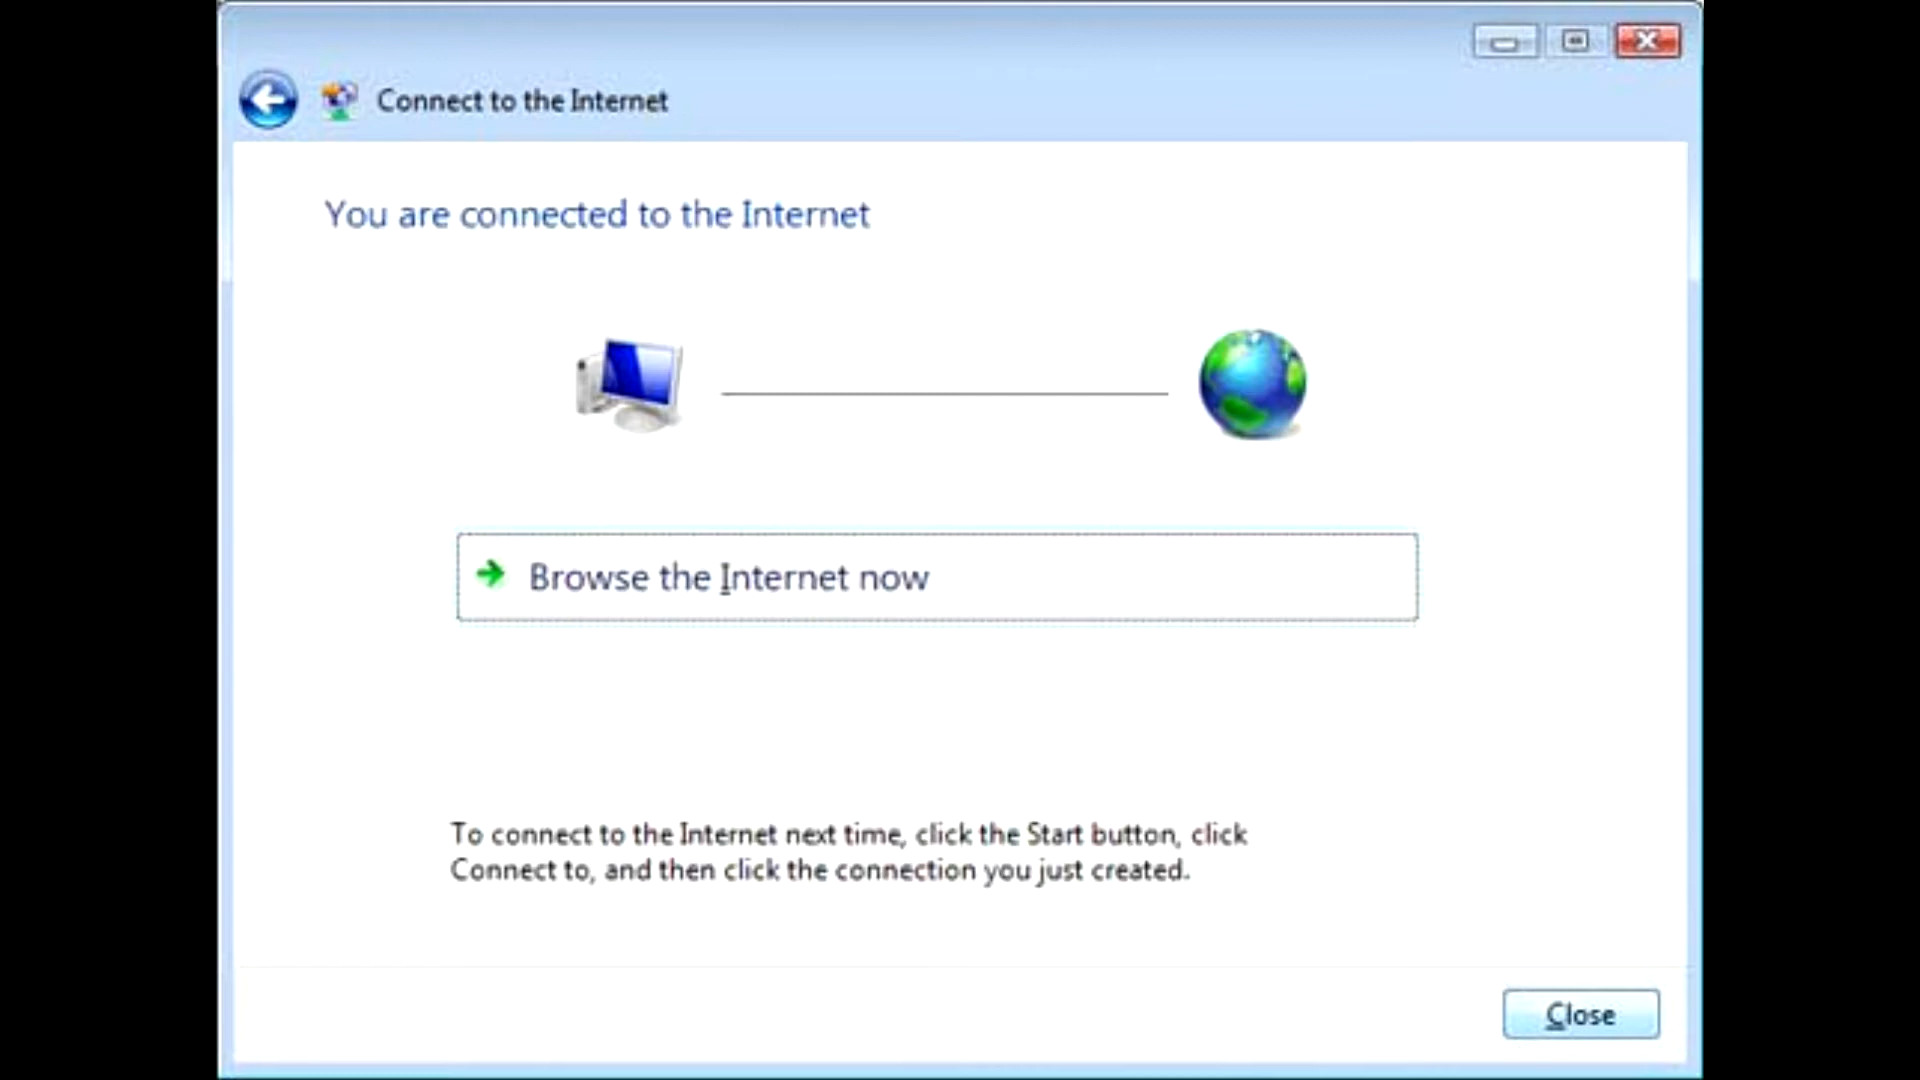 Connect to the Internet
You are connected to the Internet
Browse the Internet now
To connect to the Internet next time, click the Start button, click
Connect to, and then click the connection you just created.
Close